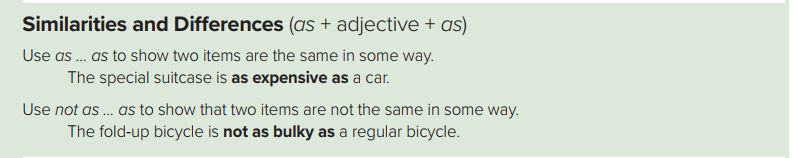 Similarities and Differences (as + adjective + as)
Use as ... as to show two items are the same in some way.
The special suitcase is as expensive as a car.
Use not as ... as to show that two items are not the same in some way.
The fold-up bicycle is not as bulky as a regular bicycle.